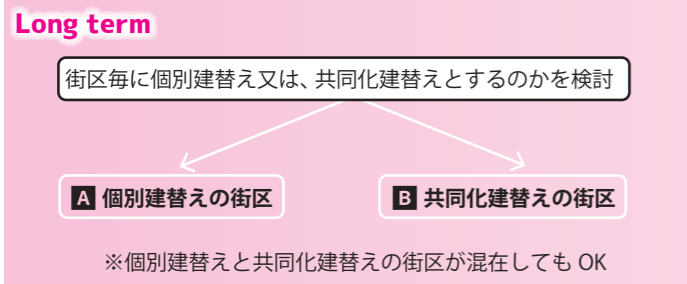 Long term
街区毎に個別建替え又は、共同化建替えとするのかを検討
A 個別建替えの街区
B 共同化建替えの街区
※個別建替えと共同化建替えの街区が混在しても OK